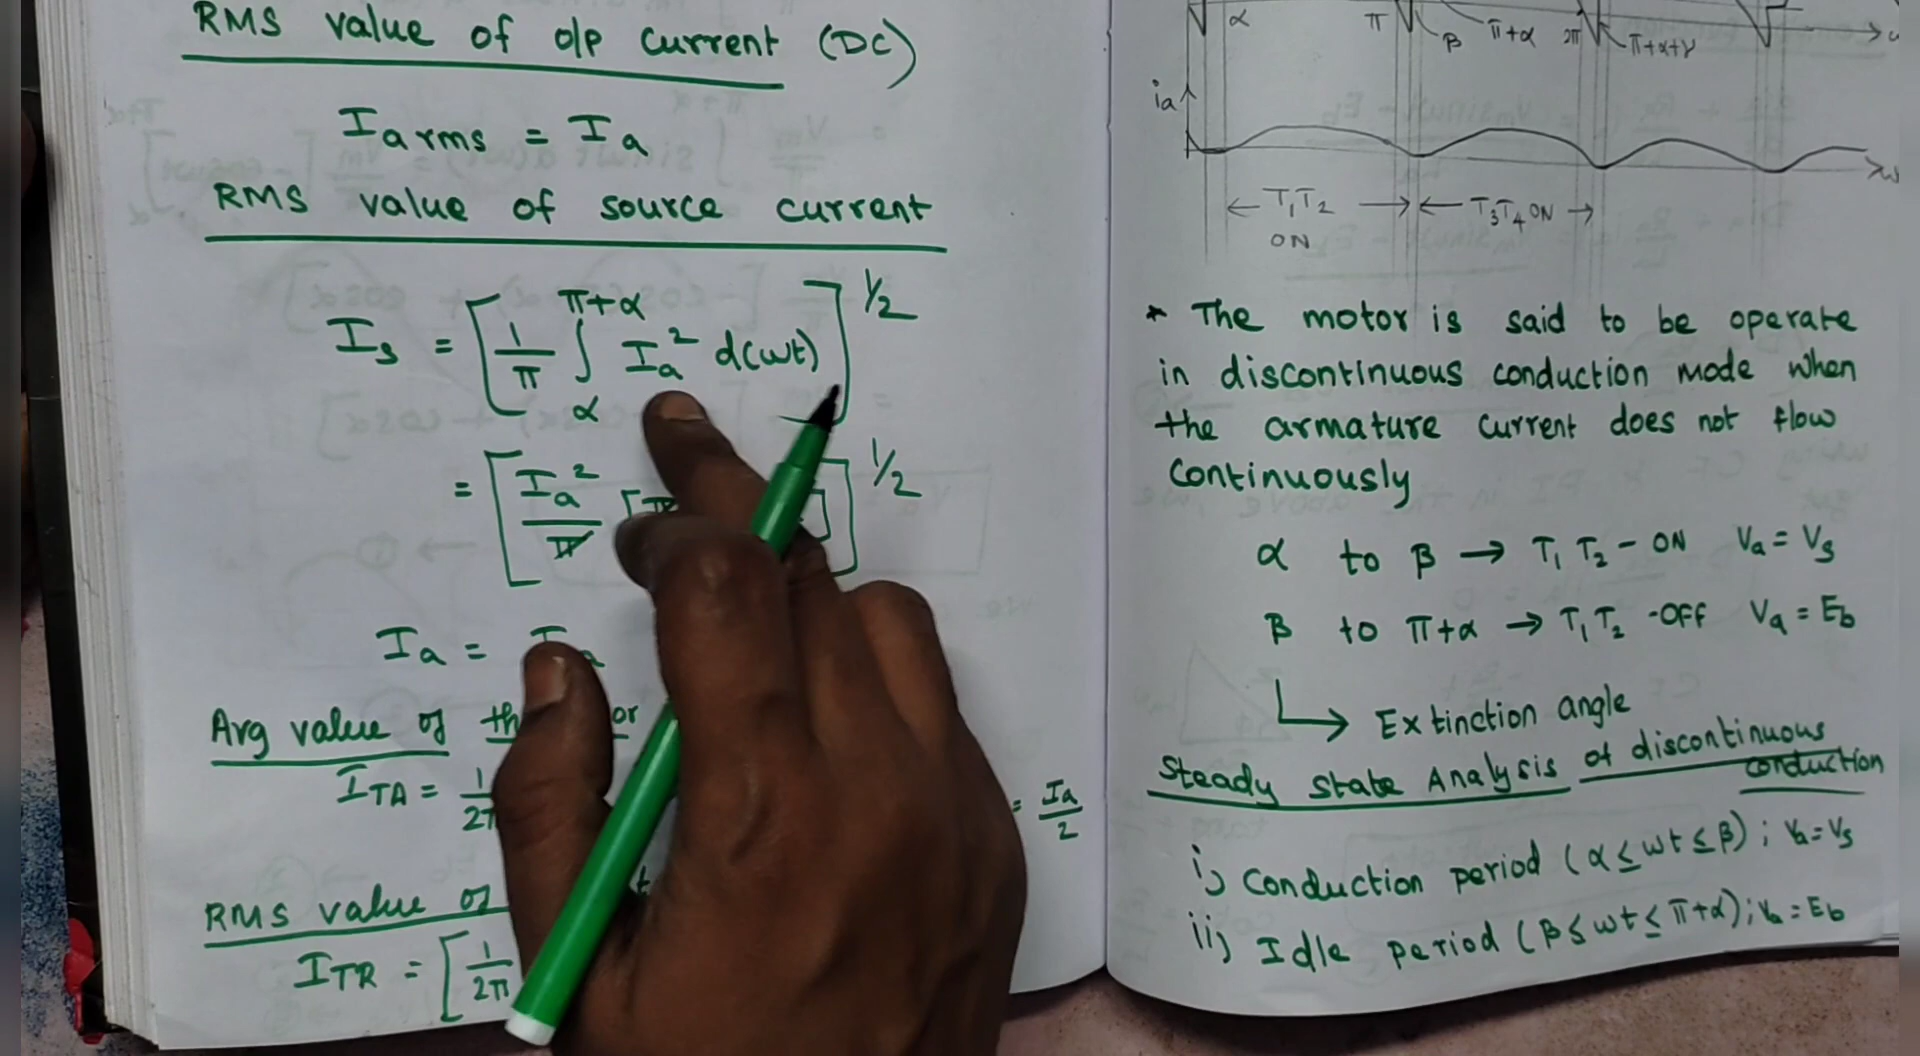 RMS value of o/p current (DC)
Ia rms = Ia
RMS value of source current
Is = [1/π ∫ α π+α Ia² d(ωt)]^1/2
= [Ia²/π [π ]]^1/2
Ia =
Avg value of
ITA = 1/2π = Ia/2
RMS value of
ITR = [1/2π
α π β π+α 2π π+α+γ
ia
T1T2 ON T3T4 ON
* The motor is said to be operate
in discontinuous conduction mode when
the armature current does not flow
continuously
α to β → T1 T2 - ON Va = Vs
β to π+α → T1 T2 - OFF Va = Eb
↳ Extinction angle
Steady State Analysis of discontinuous
conduction
i) Conduction period (α ≤ ωt ≤ β) ; Va = Vs
ii) Idle period (β ≤ ωt ≤ π+α) ; Va = Eb